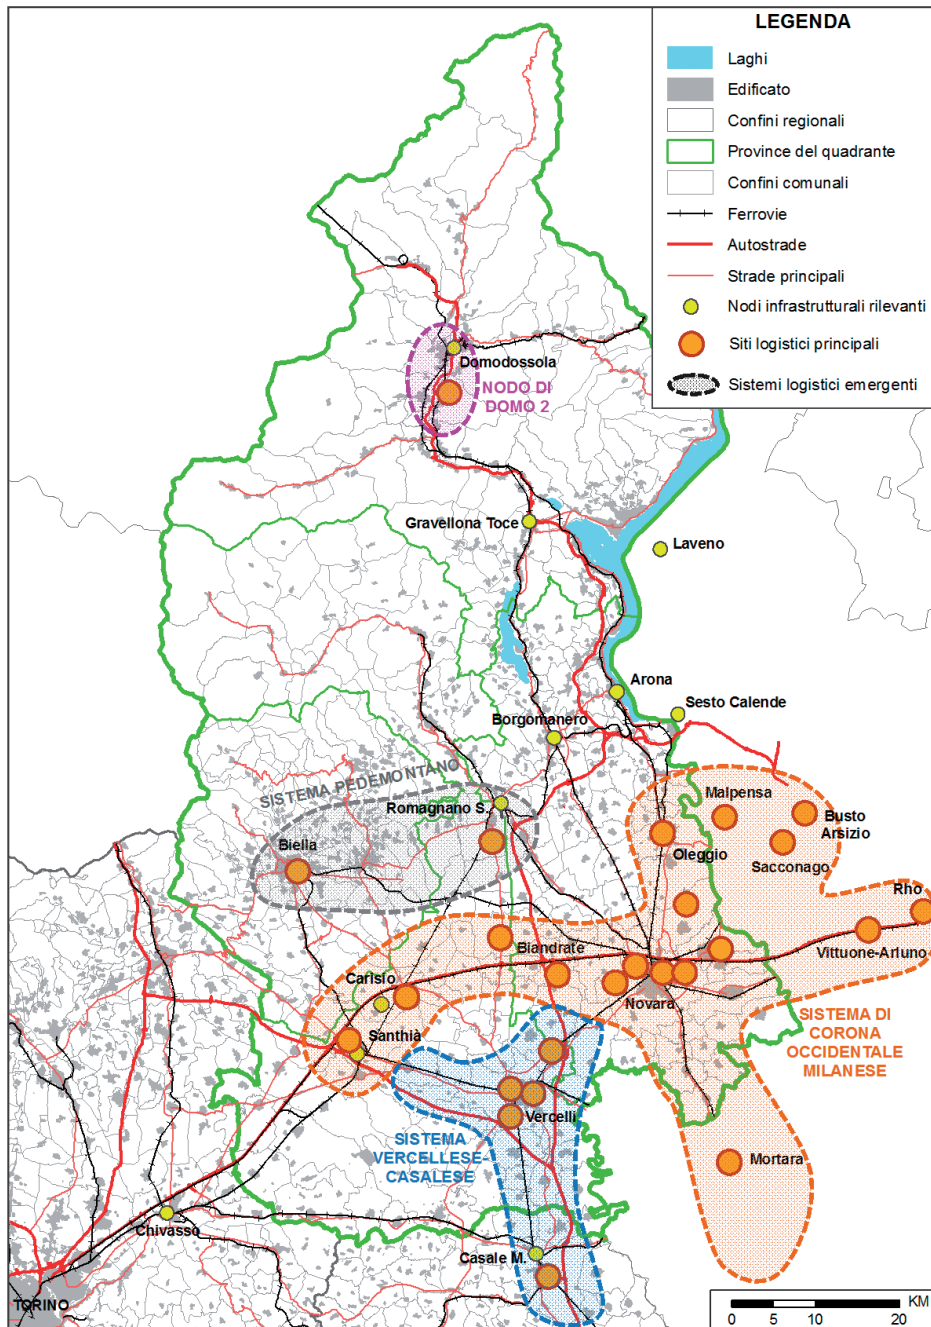 LEGENDA
Laghi
Edificato
Confini regionali
Province del quadrante
Confini comunali
Ferrovie
Autostrade
Strade principali
Nodi infrastrutturali rilevanti
Siti logistici principali
Sistemi logistici emergenti
Domodossola
NODO DI
DOMO 2
Gravellona Toce
Laveno
Arona
Sesto Calende
Borgomanero
SISTEMA PEDEMONTANO
Romagnano S.
Biella
Malpensa
Busto
Arsizio
Oleggio
Sacconago
Rho
Vittuone-Arluno
Biandrate
Carisio
Novara
Santhià
SISTEMA DI
CORONA
OCCIDENTALE
MILANESE
Vercelli
SISTEMA
VERCELLESE-
CASALESE
Mortara
Chivasso
Casale M.
TORINO
KM
0 5 10 20